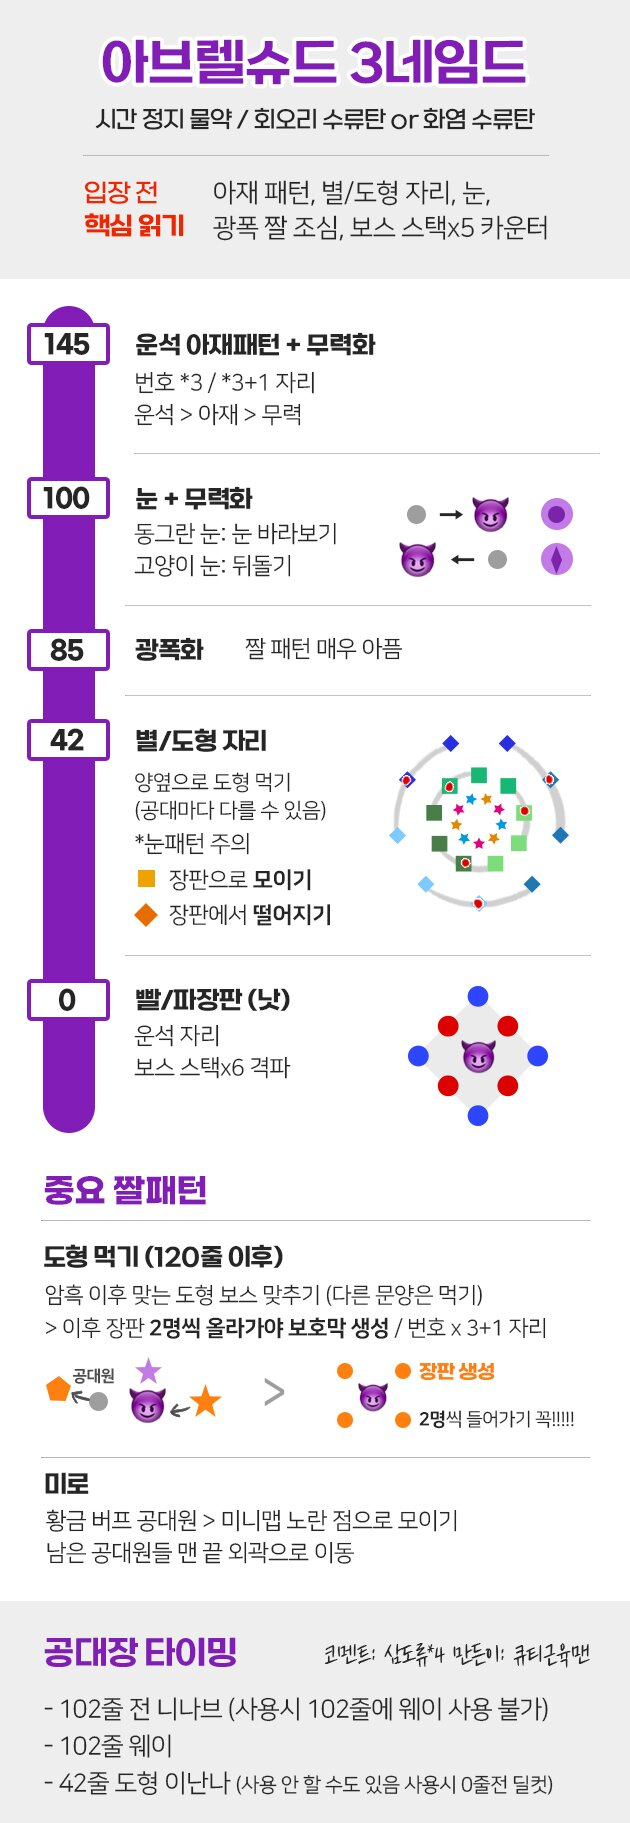 아브렐슈드 3네임드
시간 정지 물약 / 회오리 수류탄 or 화염 수류탄
입장 전
핵심 읽기
아재 패턴, 별/도형 자리, 눈,
광폭 짤 조심, 보스 스택x5 카운터
145
운석 아재패턴 + 무력화
번호 *3 / *3+1 자리
운석 > 아재 > 무력
100
눈 + 무력화
동그란 눈: 눈 바라보기
고양이 눈: 뒤돌기
85
광폭화
짤 패턴 매우 아픔
42
별/도형 자리
양옆으로 도형 먹기
(공대마다 다를 수 있음)
*눈패턴 주의
장판으로 모이기
장판에서 떨어지기
0
빨/파장판 (낫)
운석 자리
보스 스택x6 격파
중요 짤패턴
도형 먹기 (120줄 이후)
암흑 이후 맞는 도형 보스 맞추기 (다른 문양은 먹기)
> 이후 장판 2명씩 올라가야 보호막 생성 / 번호 x 3+1 자리
공대원
>
장판 생성
2명씩 들어가기 꼭!!!!!
미로
황금 버프 공대원 > 미니맵 노란 점으로 모이기
남은 공대원들 맨 끝 외곽으로 이동
공대장 타이밍
코멘트: 삼도류*4 만든이: 큐티근육맨
- 102줄 전 니나브 (사용시 102줄에 웨이 사용 불가)
- 102줄 웨이
- 42줄 도형 이난나 (사용 안 할 수도 있음 사용시 0줄전 딜컷)